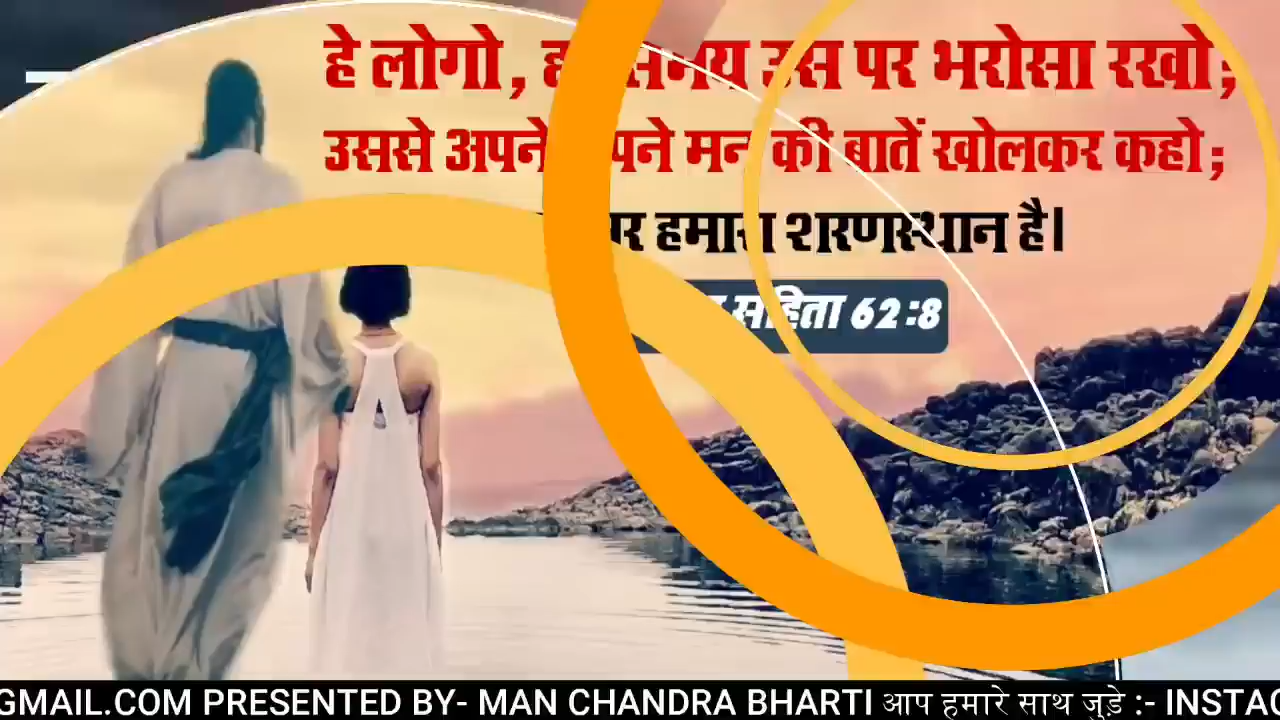 हे लोगो, उस पर भरोसा रखो;
उससे अपने मन की बातें खोलकर कहो;
हमारा शरणस्थान है।
62:8
GMAIL.COM PRESENTED BY- MAN CHANDRA BHARTI आप हमारे साथ जुड़े :-